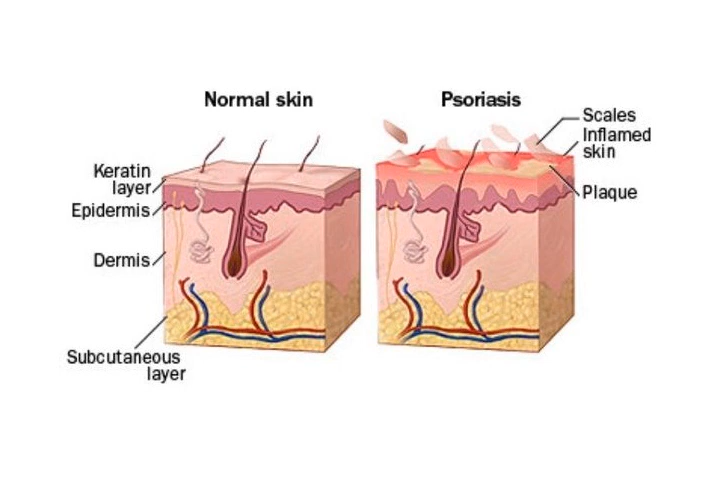 Normal skin
Psoriasis
Keratin
layer
Epidermis
Dermis
Subcutaneous
layer
Scales
Inflamed
skin
Plaque